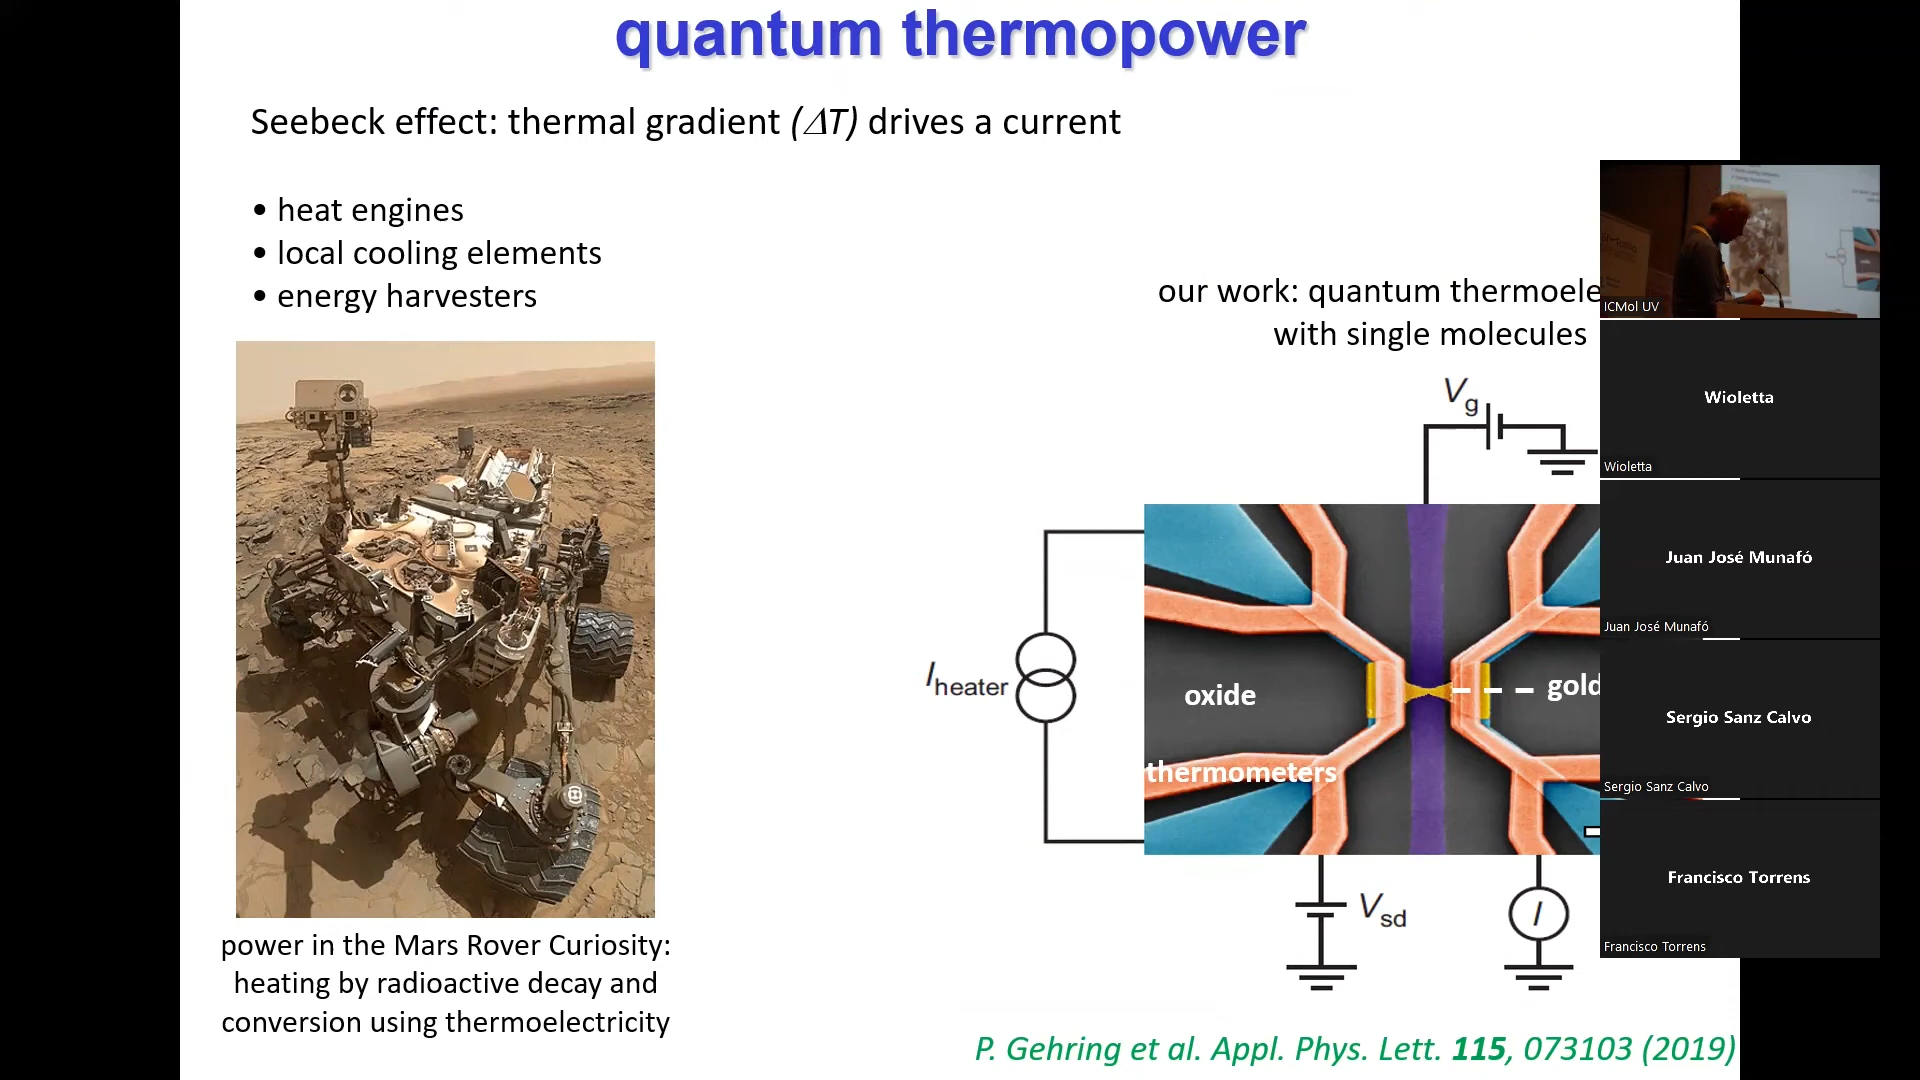 quantum thermopower
Seebeck effect: thermal gradient (ΔT) drives a current
• heat engines
• local cooling elements
• energy harvesters
our work: quantum thermoele
with single molecules
V_g
I_heater
oxide
gold
thermometers
V_sd
I
power in the Mars Rover Curiosity:
heating by radioactive decay and
conversion using thermoelectricity
P. Gehring et al. Appl. Phys. Lett. 115, 073103 (2019)
ICMol UV
Wioletta
Wioletta
Juan José Munafó
Juan José Munafó
Sergio Sanz Calvo
Sergio Sanz Calvo
Francisco Torrens
Francisco Torrens